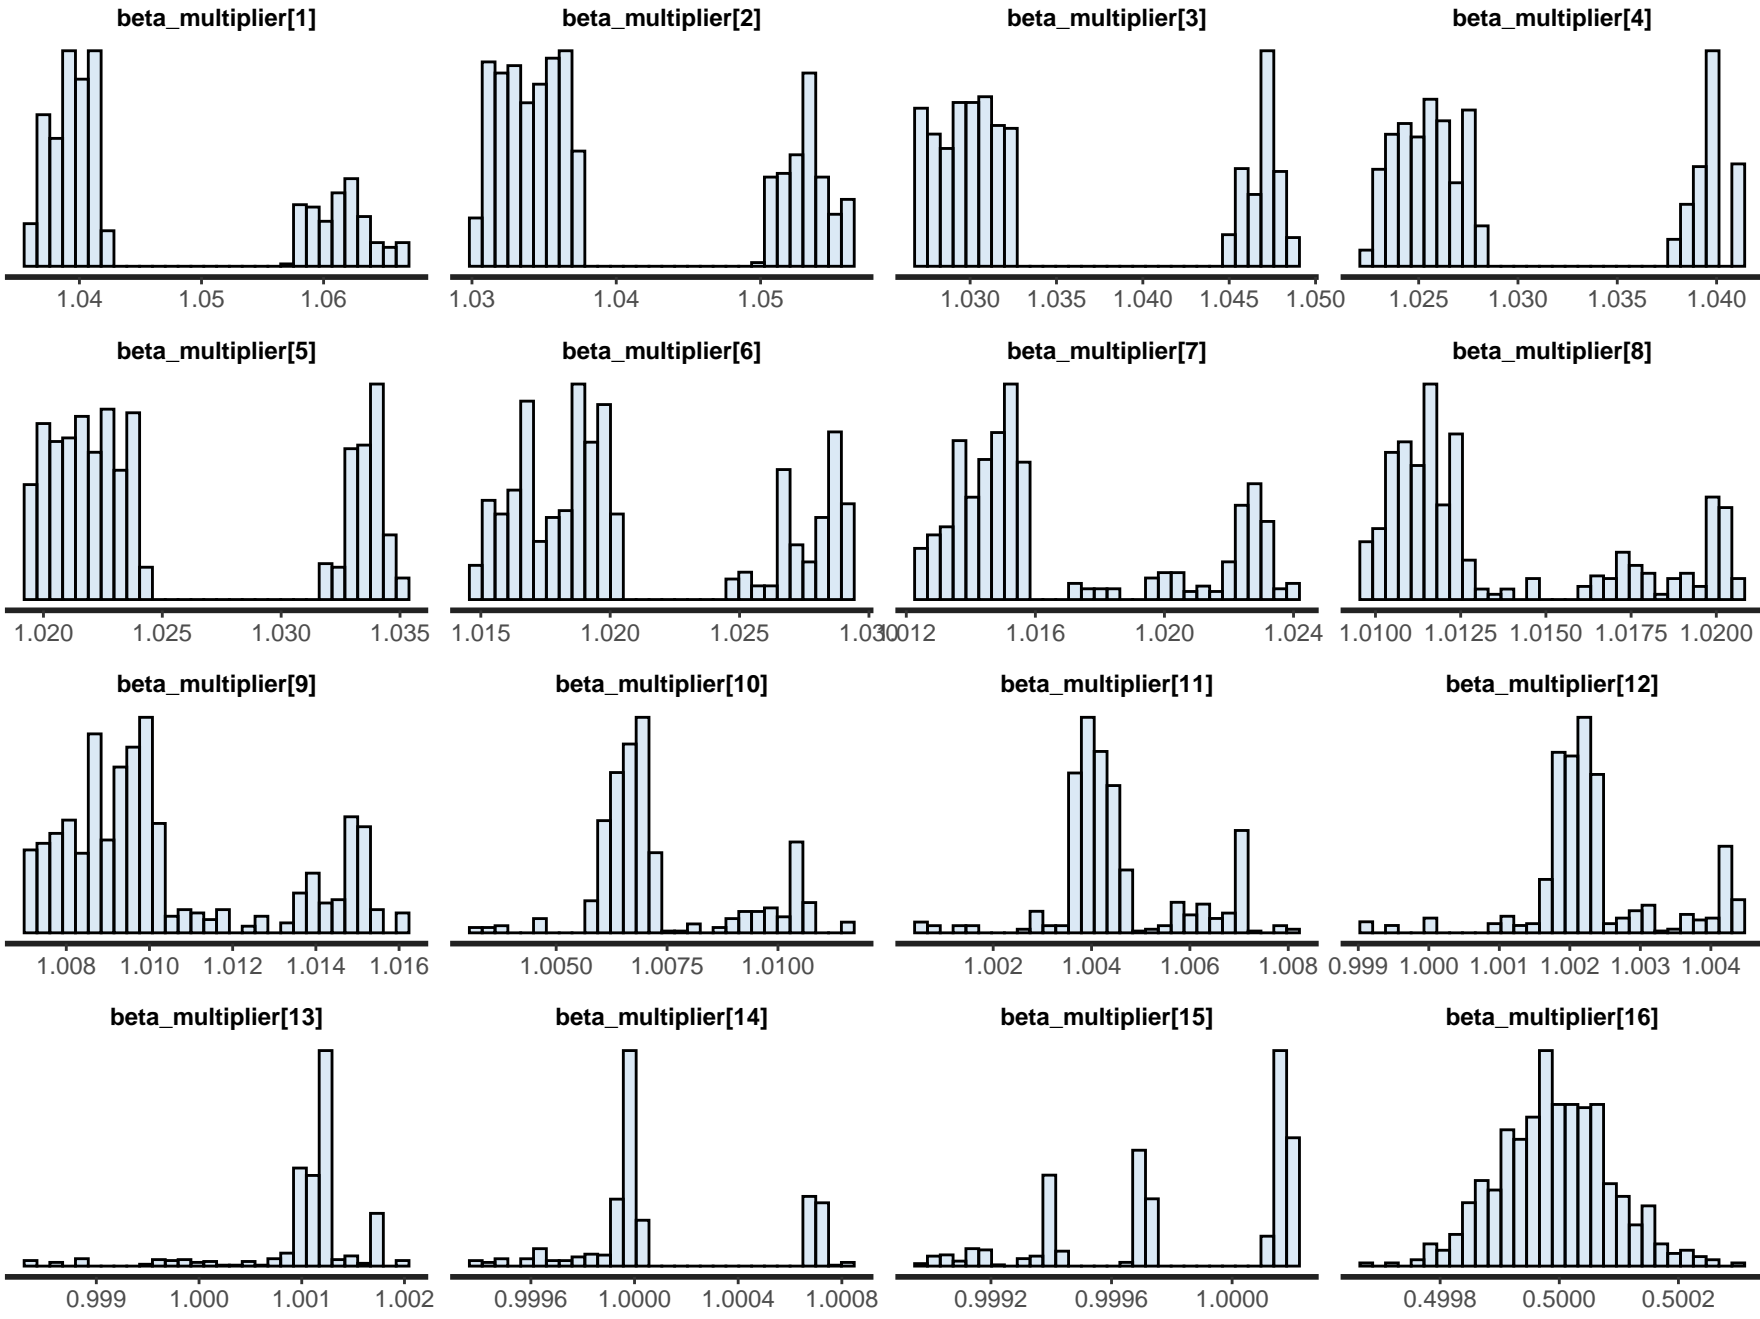 beta_multiplier[1] beta_multiplier[2] beta_multiplier[3] beta_multiplier[4]
1.04 1.05 1.06 1.03 1.04 1.05 1.030 1.035 1.040 1.045 1.050 1.025 1.030 1.035 1.040
beta_multiplier[5] beta_multiplier[6] beta_multiplier[7] beta_multiplier[8]
1.020 1.025 1.030 1.035 1.015 1.020 1.025 1.030 1.012 1.016 1.020 1.024 1.0100 1.0125 1.0150 1.0175 1.0200
beta_multiplier[9] beta_multiplier[10] beta_multiplier[11] beta_multiplier[12]
1.008 1.010 1.012 1.014 1.016 1.0050 1.0075 1.0100 1.002 1.004 1.006 1.008 0.999 1.000 1.001 1.002 1.003 1.004
beta_multiplier[13] beta_multiplier[14] beta_multiplier[15] beta_multiplier[16]
0.999 1.000 1.001 1.002 0.9996 1.0000 1.0004 1.0008 0.9992 0.9996 1.0000 0.4998 0.5000 0.5002